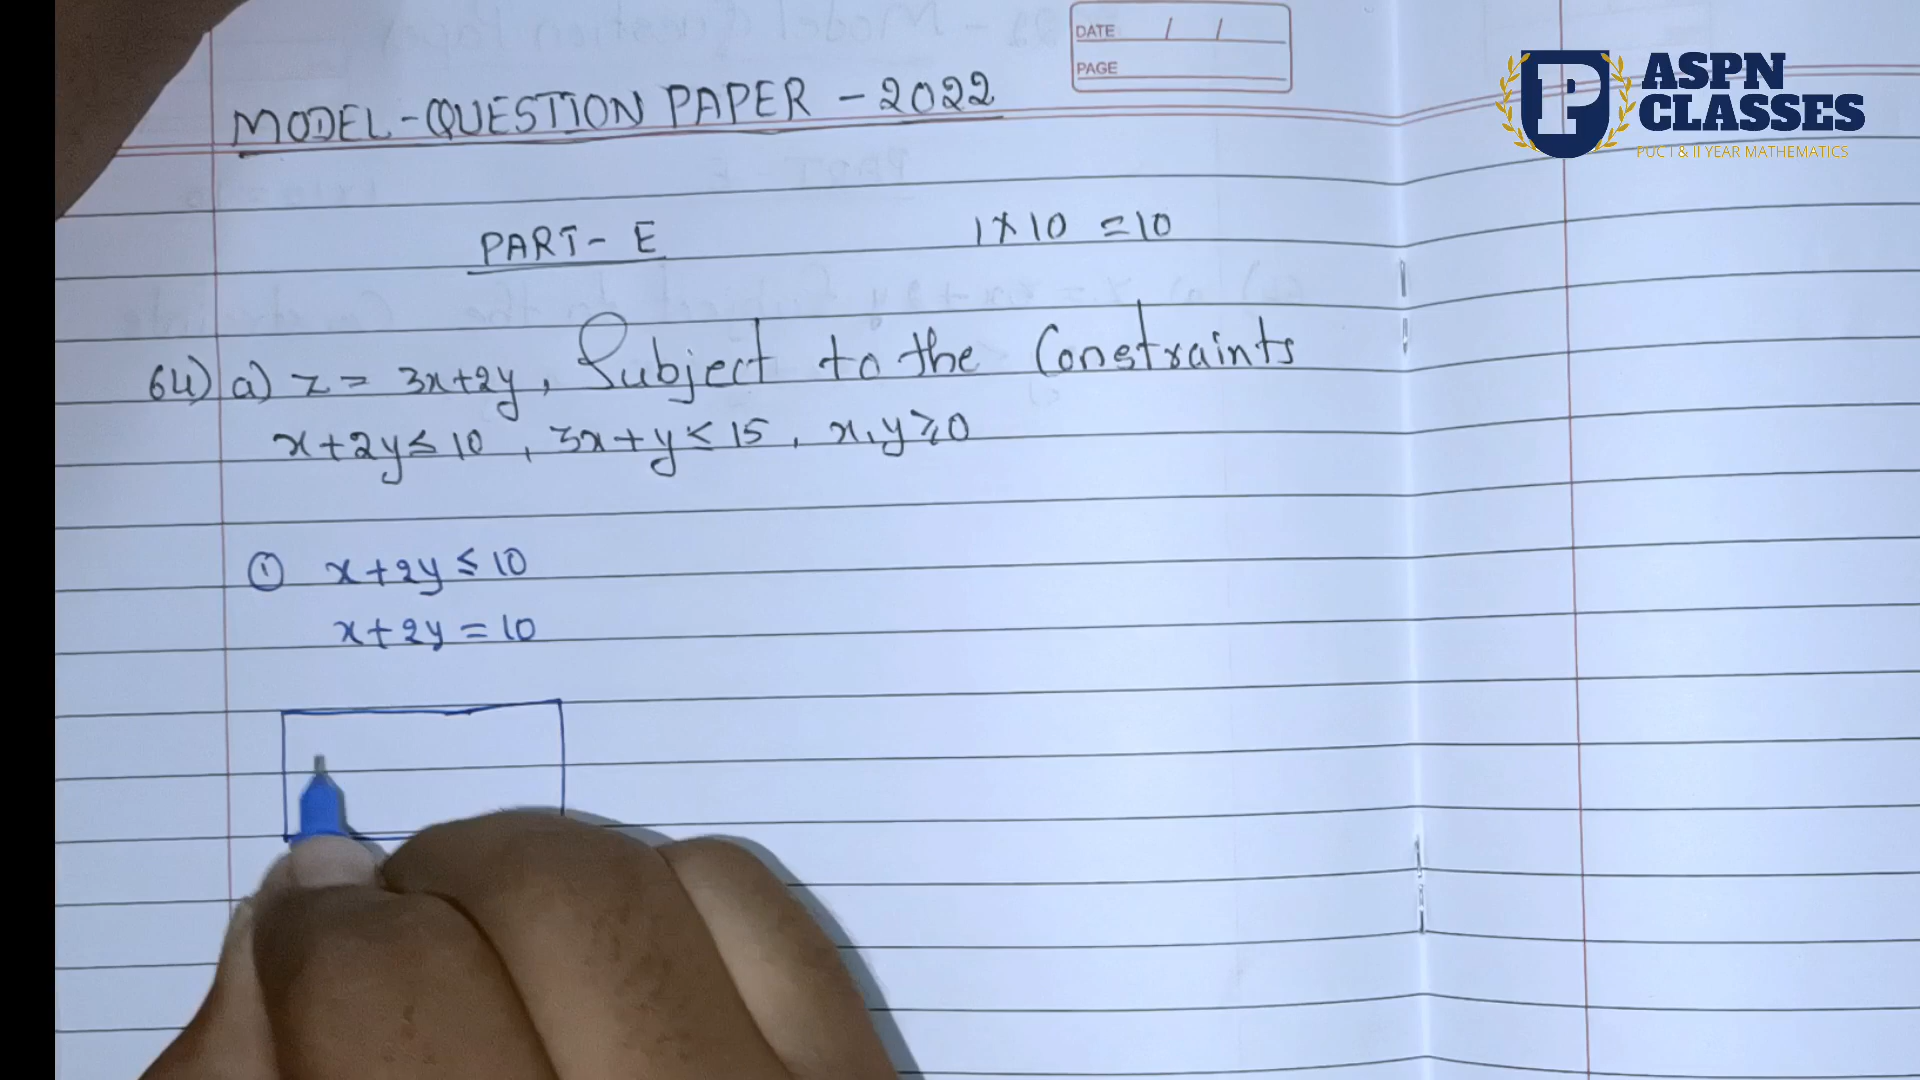 DATE / /
PAGE
ASPN
CLASSES
PUC I & II YEAR MATHEMATICS
MODEL-QUESTION PAPER - 2022
PART- E 1×10 =10
64) a) z = 3x+2y, Subject to the Constraints
x+2y≤10, 3x+y<15, x,y≥0
① x+2y≤10
x+2y=10